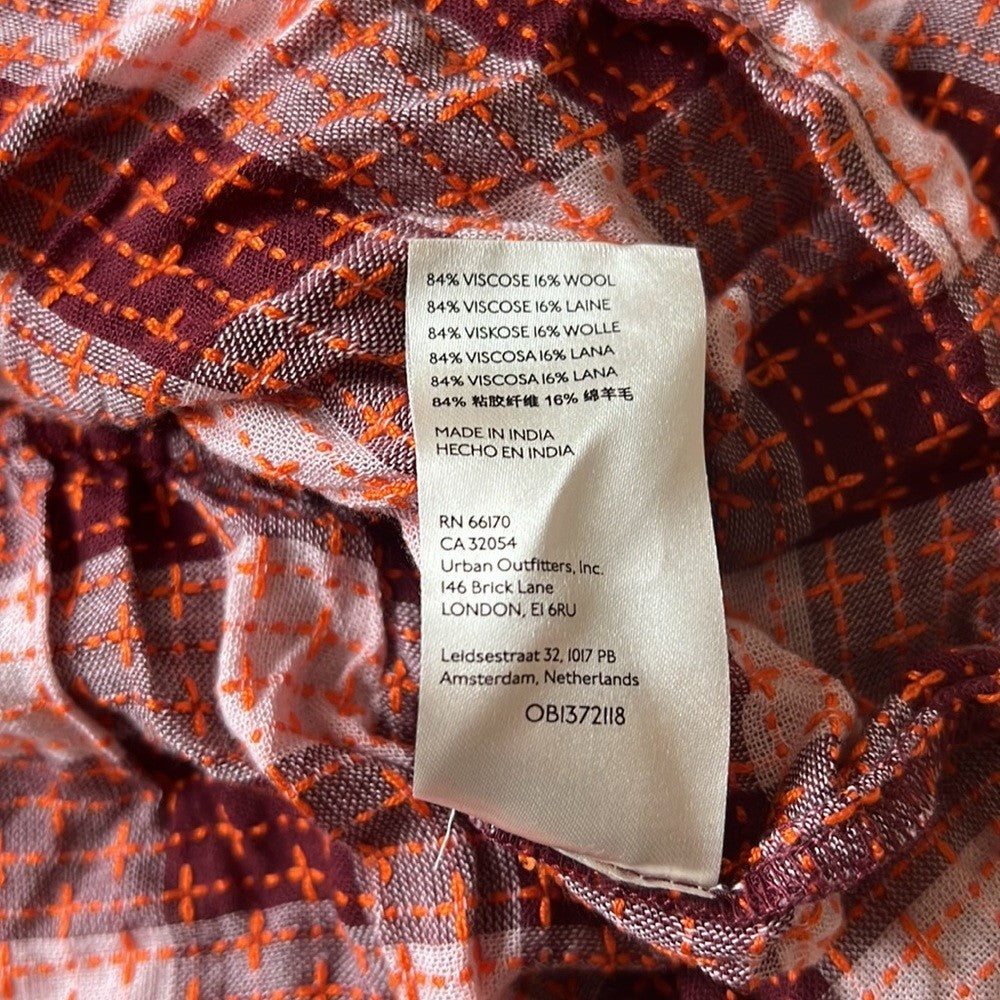 84% VISCOSE 16% WOOL
84% VISCOSE 16% LAINE
84% VISKOSE 16% WOLLE
84% VISCOSA 16% LANA
84% VISCOSA 16% LANA
84% 粘胶纤维 16% 绵羊毛
MADE IN INDIA
HECHO EN INDIA
RN 66170
CA 32054
Urban Outfitters, Inc.
146 Brick Lane
LONDON, E1 6RU
Leidsestraat 32, 1017 PB
Amsterdam, Netherlands
OB1372118